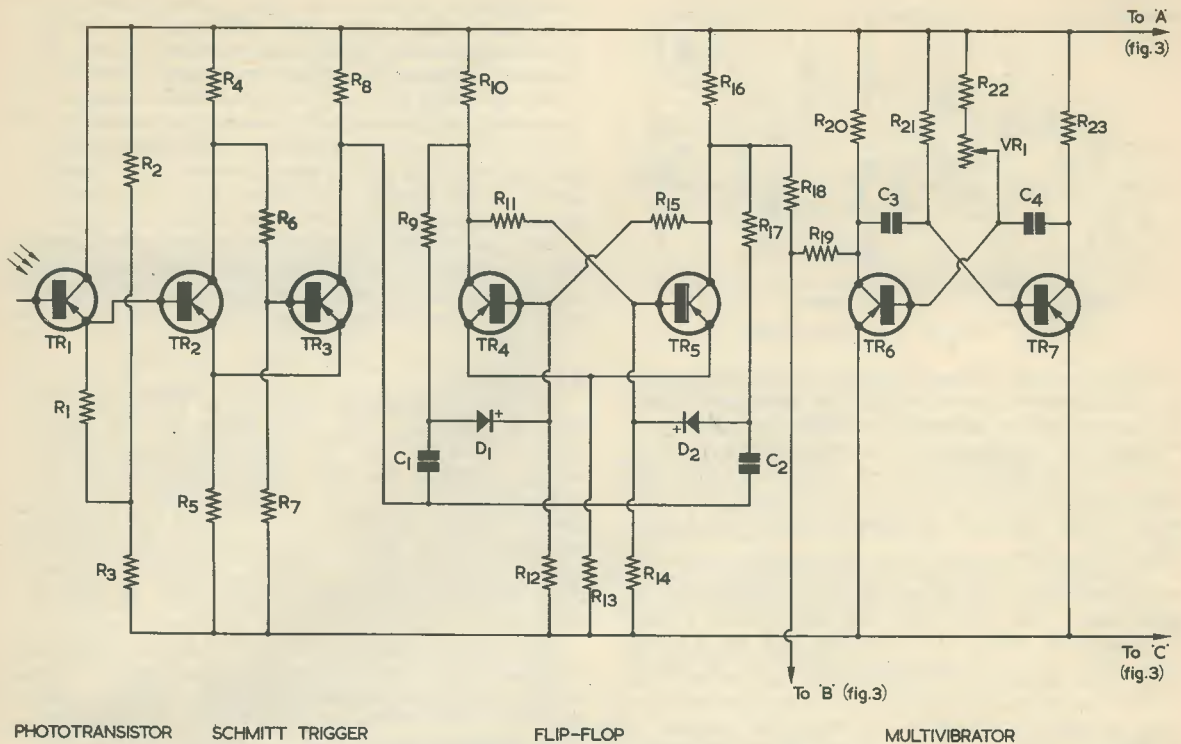 To 'A'
(fig.3)
R4
R8
R10
R16
R22
R20
R21
R23
VR1
R2
R11
R15
R18
C3
C4
R6
R9
R17
R19
TR1
TR2
TR3
TR4
TR5
TR6
TR7
R1
D1
+
+
D2
C1
C2
R5
R7
R3
R12
R13
R14
To 'C'
(fig.3)
To 'B' (fig.3)
PHOTOTRANSISTOR
SCHMITT TRIGGER
FLIP-FLOP
MULTIVIBRATOR